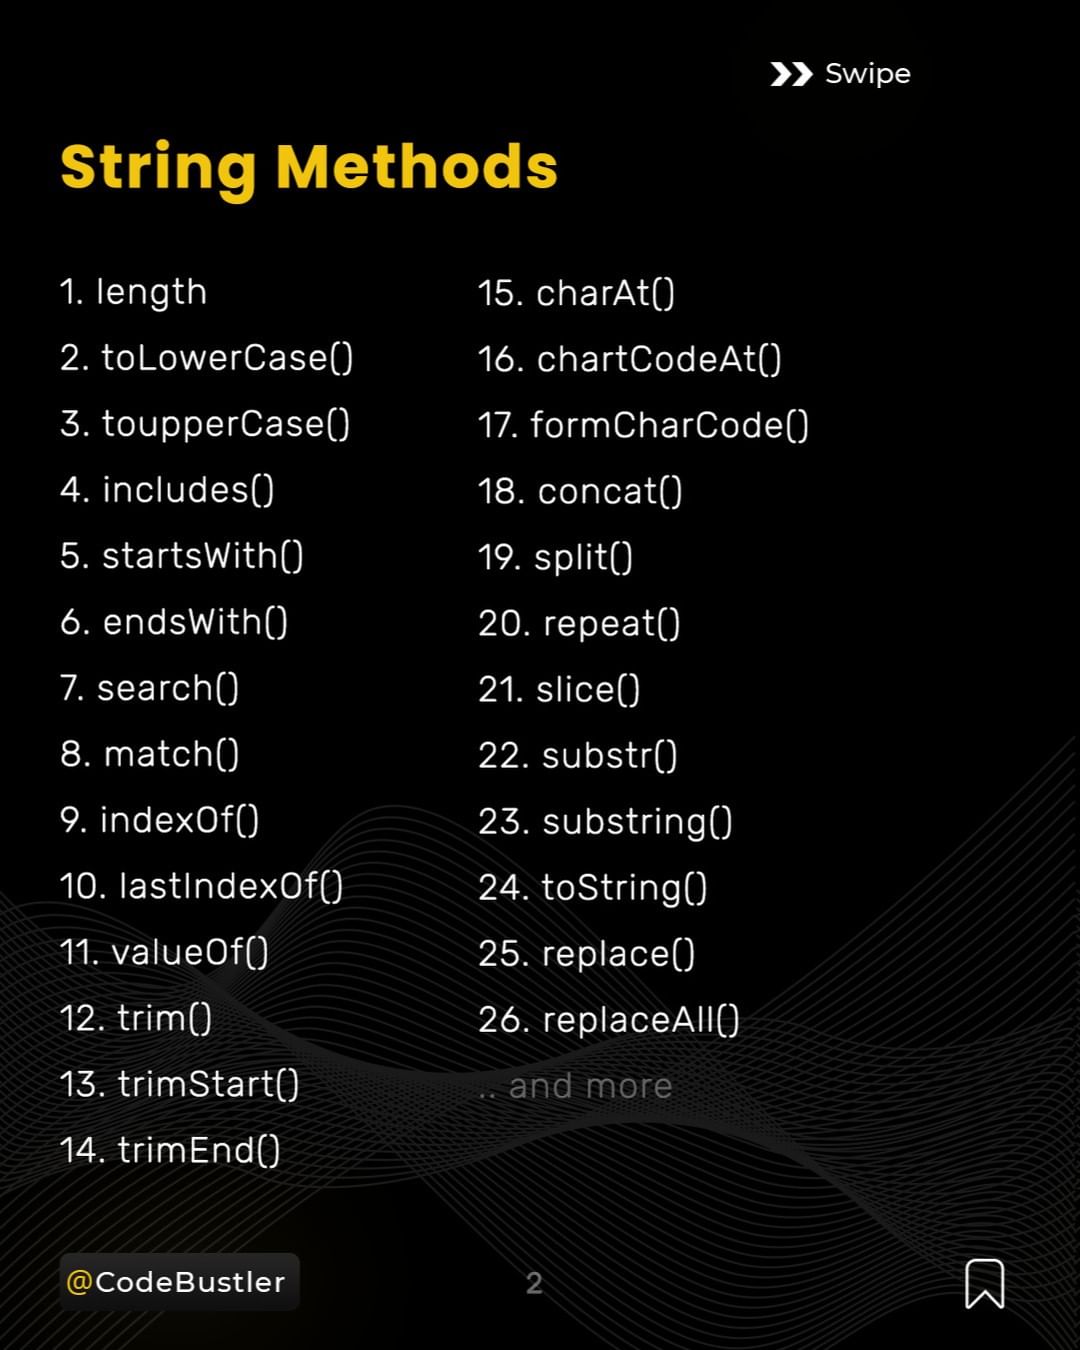 Swipe
String Methods
1. length
2. toLowerCase()
3. toupperCase()
4. includes()
5. startsWith()
6. endsWith()
7. search()
8. match()
9. indexOf()
10. lastIndexOf()
11. valueOf()
12. trim()
13. trimStart()
14. trimEnd()
15. charAt()
16. chartCodeAt()
17. formCharCode()
18. concat()
19. split()
20. repeat()
21. slice()
22. substr()
23. substring()
24. toString()
25. replace()
26. replaceAll()
.. and more
@CodeBustler
2